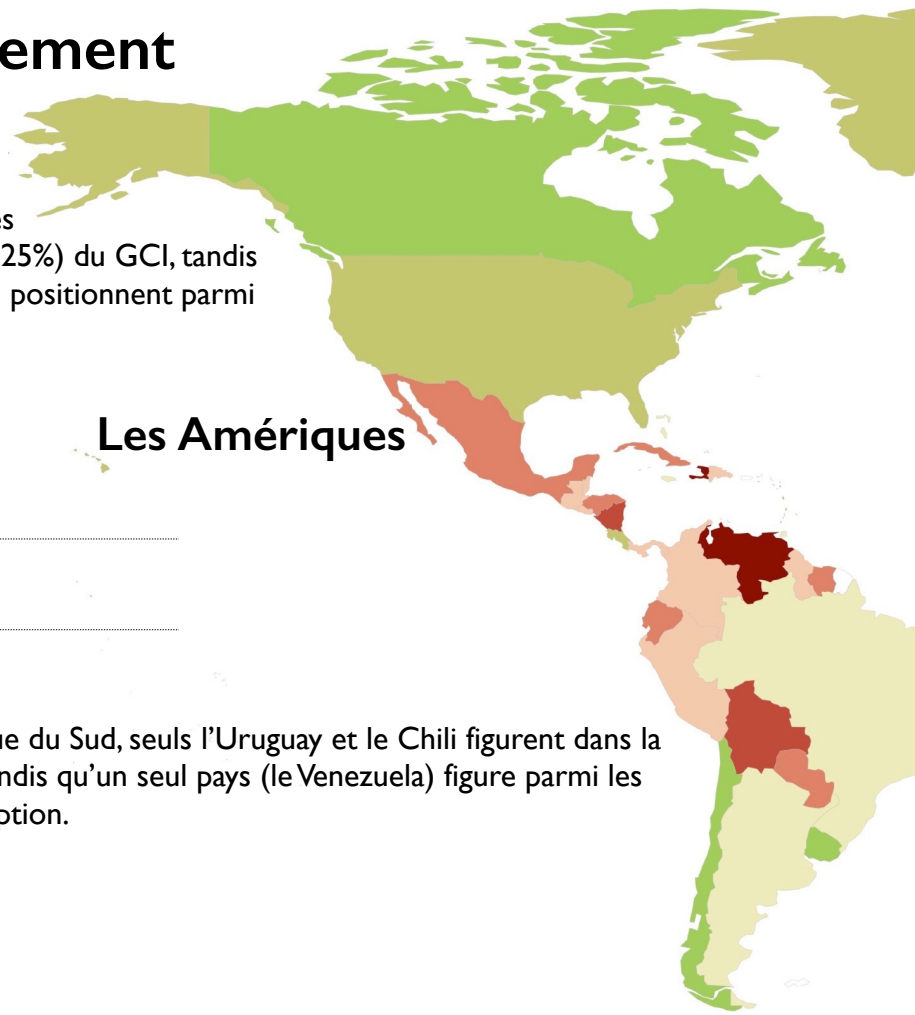 ement
es
25%) du GCI, tandis
positionnent parmi
Les Amériques
ue du Sud, seuls l’Uruguay et le Chili figurent dans la
ndis qu’un seul pays (le Venezuela) figure parmi les
ption.